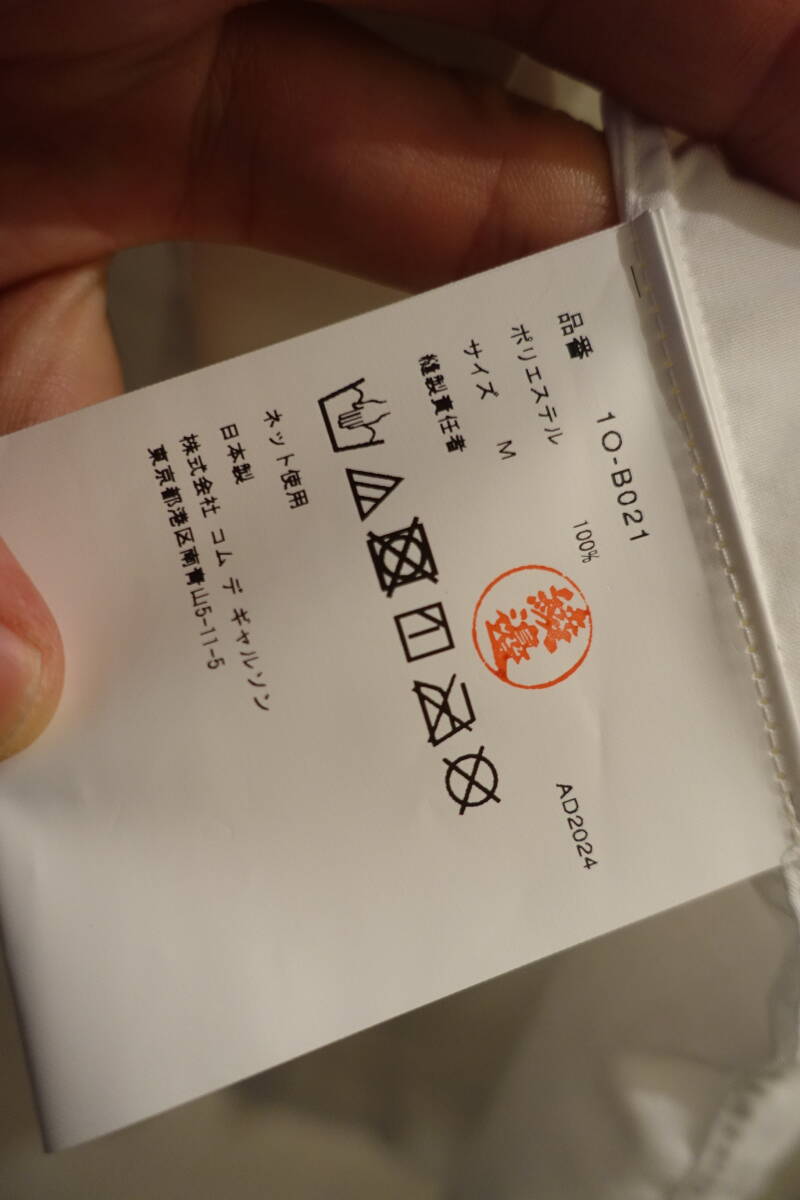 品番 1O-B021
ポリエステル 100%
サイズ M AD2024
縫製責任者
ネット使用
日本製
株式会社 コム デ ギャルソン
東京都港区南青山5-11-5